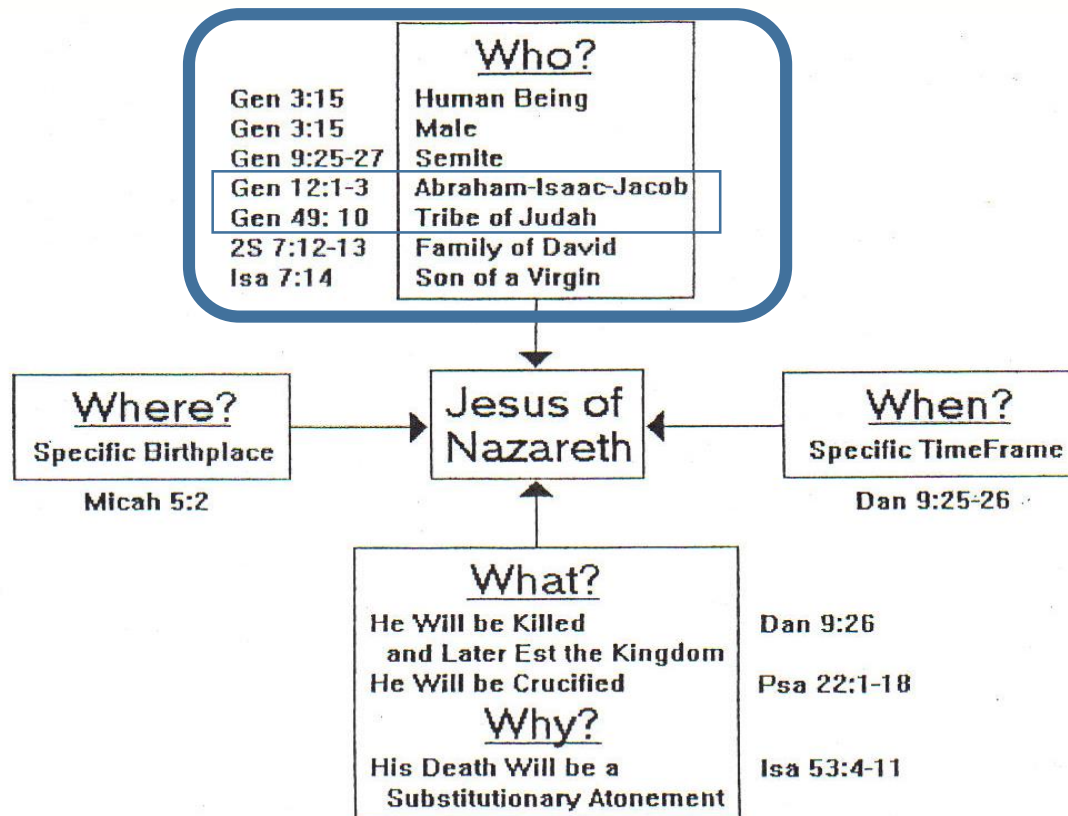 Who?
Gen 3:15 Human Being
Gen 3:15 Male
Gen 9:25-27 Semite
Gen 12:1-3 Abraham-Isaac-Jacob
Gen 49: 10 Tribe of Judah
2S 7:12-13 Family of David
Isa 7:14 Son of a Virgin
Where?
Specific Birthplace
Micah 5:2
Jesus of
Nazareth
When?
Specific TimeFrame
Dan 9:25-26
What?
He Will be Killed Dan 9:26
and Later Est the Kingdom
He Will be Crucified Psa 22:1-18
Why?
His Death Will be a Isa 53:4-11
Substitutionary Atonement